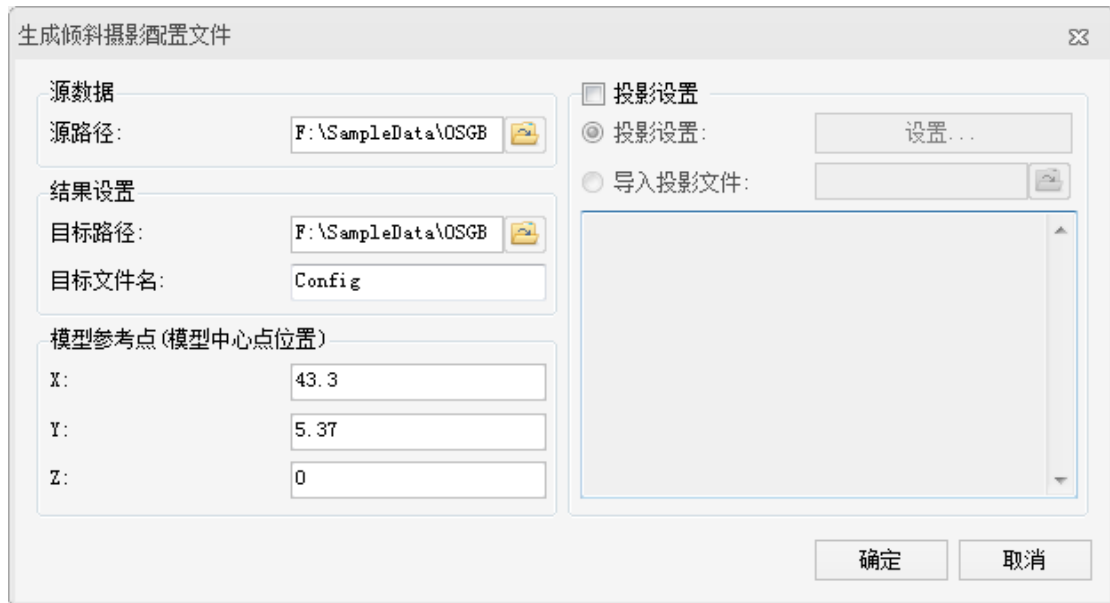 生成倾斜摄影配置文件
源数据
源路径: F:\SampleData\OSGB
结果设置
目标路径: F:\SampleData\OSGB
目标文件名: Config
模型参考点(模型中心点位置)
X: 43.3
Y: 5.37
Z: 0
投影设置
投影设置: 设置...
导入投影文件:
确定 取消